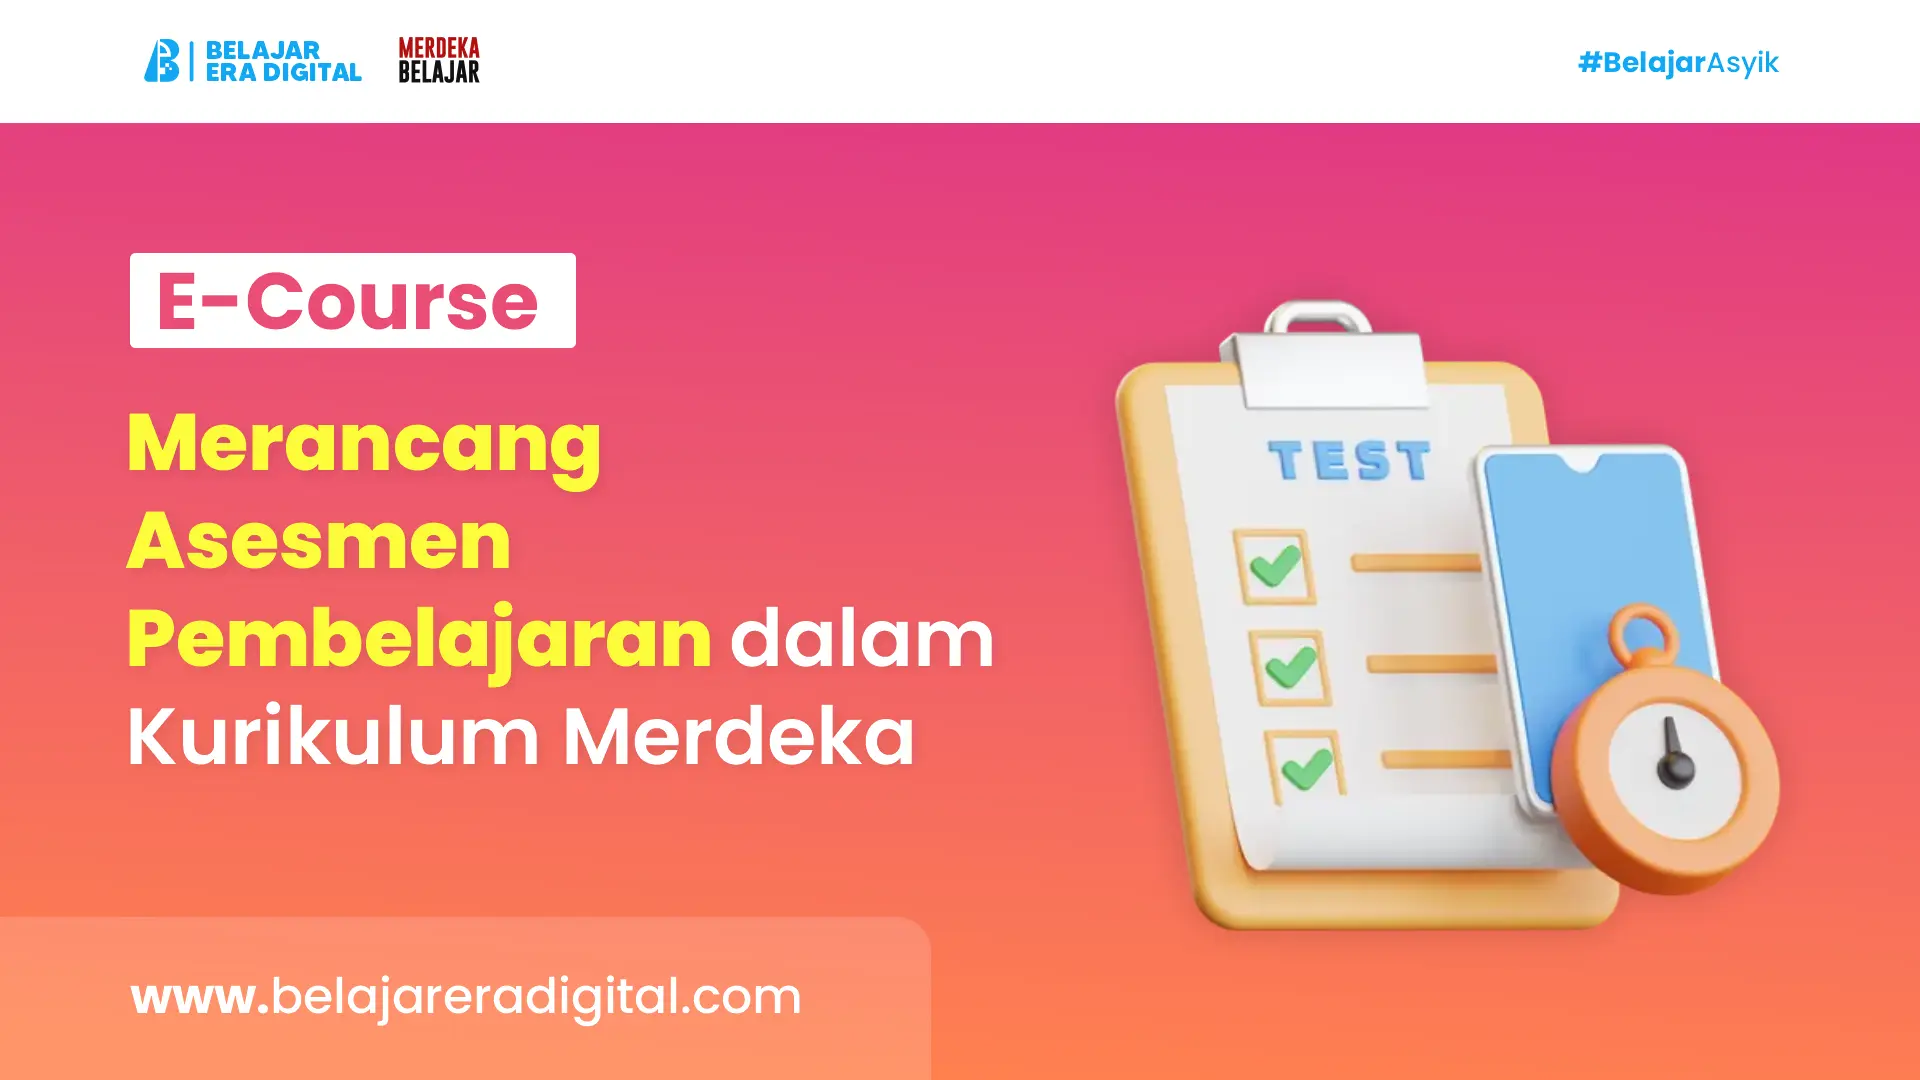 BELAJAR
ERA DIGITAL
MERDEKA
BELAJAR
#BelajarAsyik
E-Course
Merancang
Asesmen
Pembelajaran dalam
Kurikulum Merdeka
TEST
www.belajareradigital.com